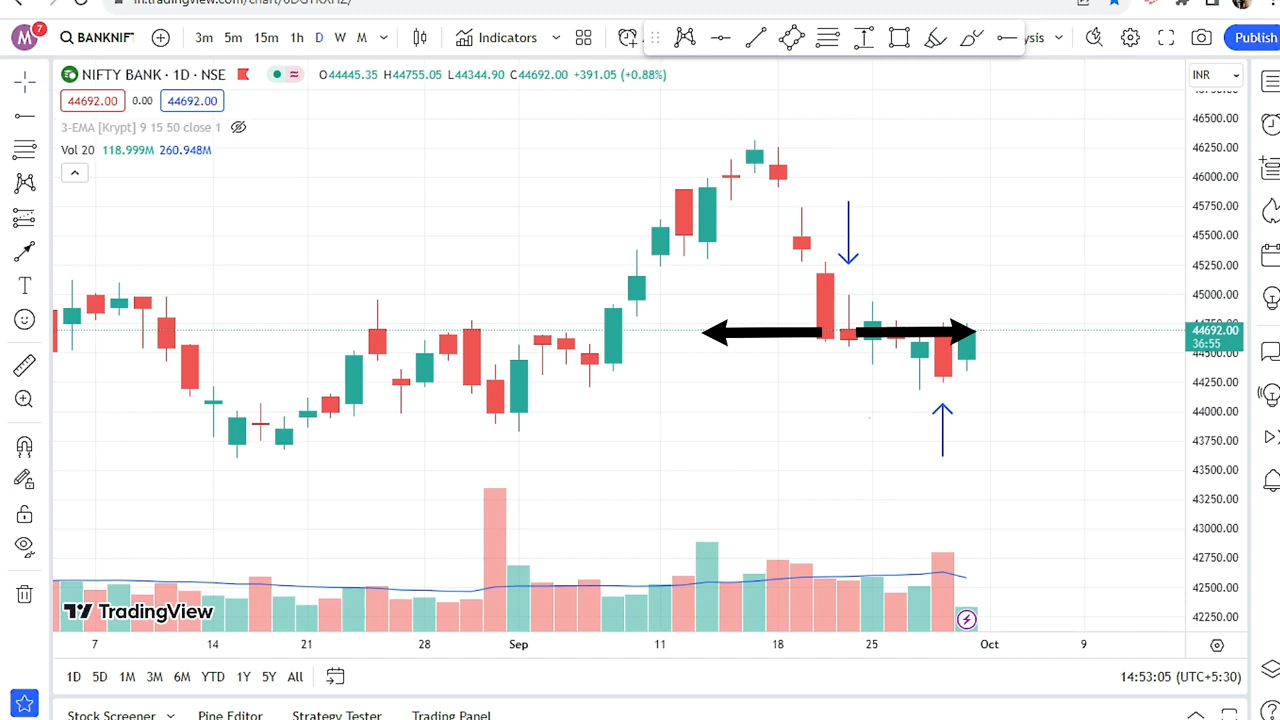 in.tradingview.com/chart/
M 7 BANKNIF 3m 5m 15m 1h D W M Indicators ysis Publish
NIFTY BANK · 1D · NSE O44445.35 H44755.05 L44344.90 C44692.00 +391.05 (+0.88%) INR
44692.00 0.00 44692.00
3-EMA [Krypt] 9 15 50 close 1
Vol 20 118.999M 260.948M
46500.00
46250.00
46000.00
45750.00
45500.00
45250.00
45000.00
44692.00
36:55
44500.00
44250.00
44000.00
43750.00
43500.00
43250.00
43000.00
42750.00
42500.00
42250.00
TradingView
7 14 21 28 Sep 11 18 25 Oct 9
1D 5D 1M 3M 6M YTD 1Y 5Y All 14:53:05 (UTC+5:30)
Stock Screener Pine Editor Strategy Tester Trading Panel